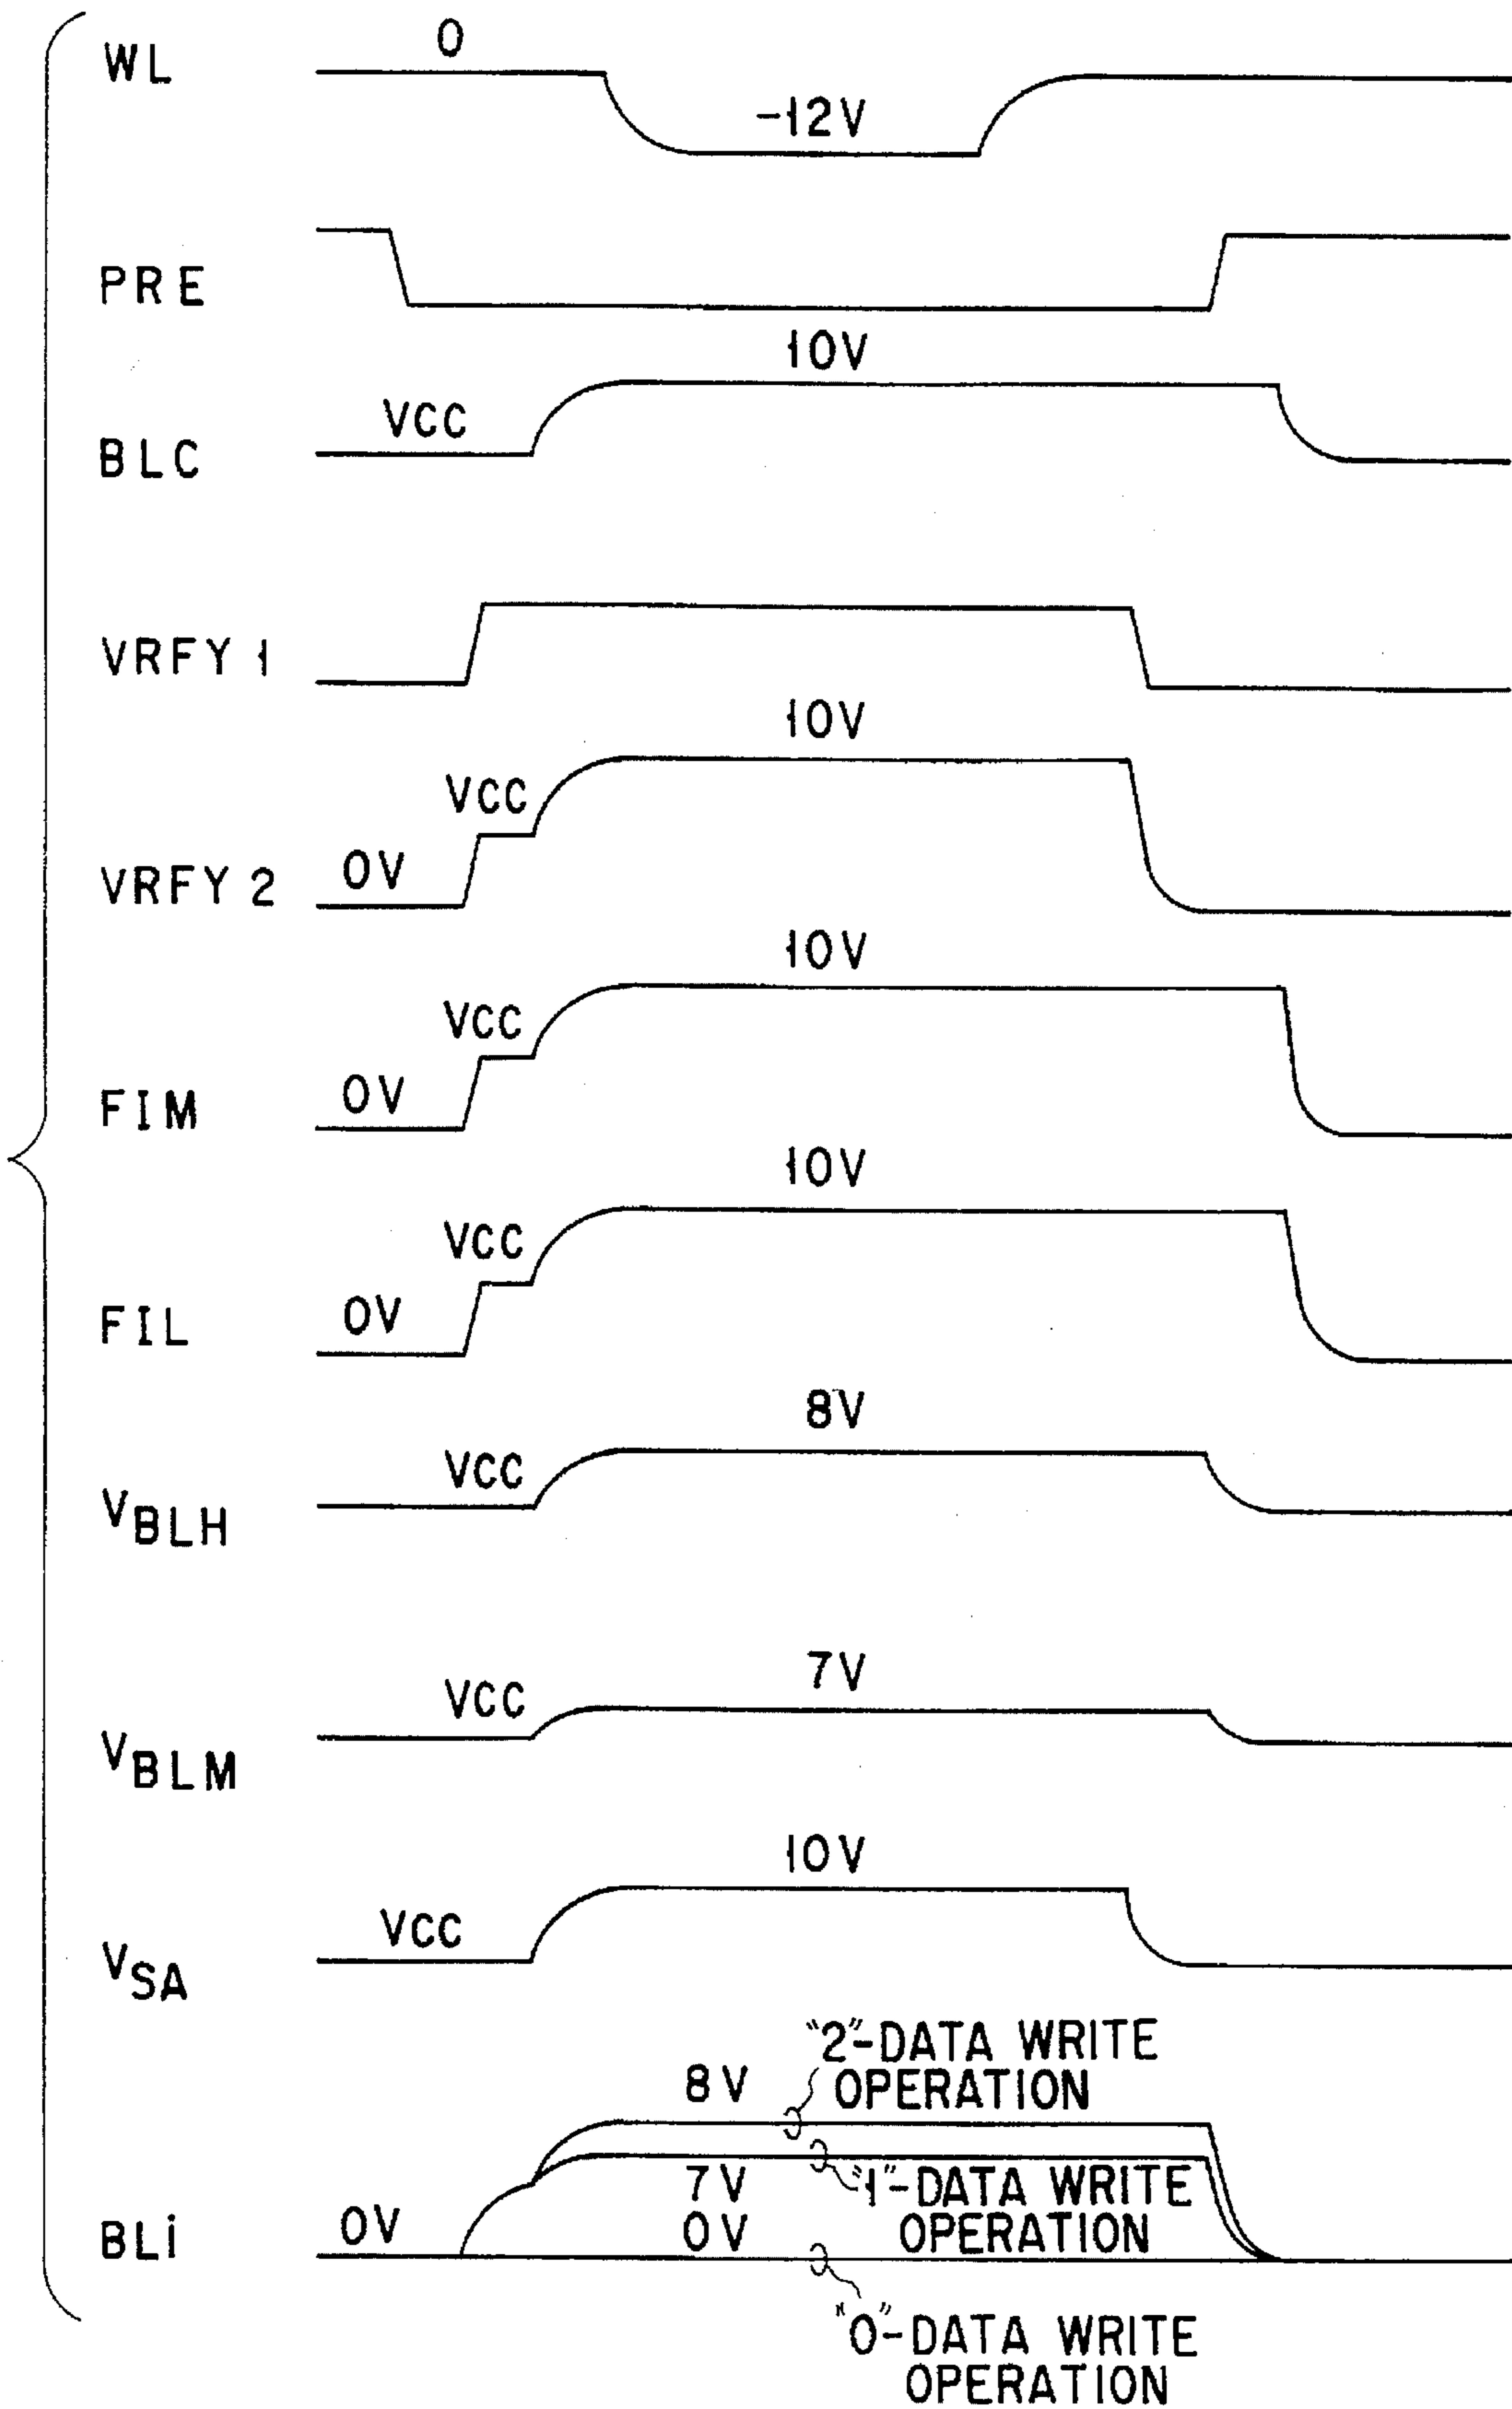 0
WL
-12V
PRE
10V
VCC
BLC
VRFY 1
10V
VCC
0V
VRFY 2
10V
VCC
0V
FIM
10V
VCC
0V
FIL
8V
VCC
VBLH
7V
VCC
VBLM
10V
VCC
VSA
"2"-DATA WRITE
8V OPERATION
7V "1"-DATA WRITE
0V 0V OPERATION
BLi
"0"-DATA WRITE
OPERATION